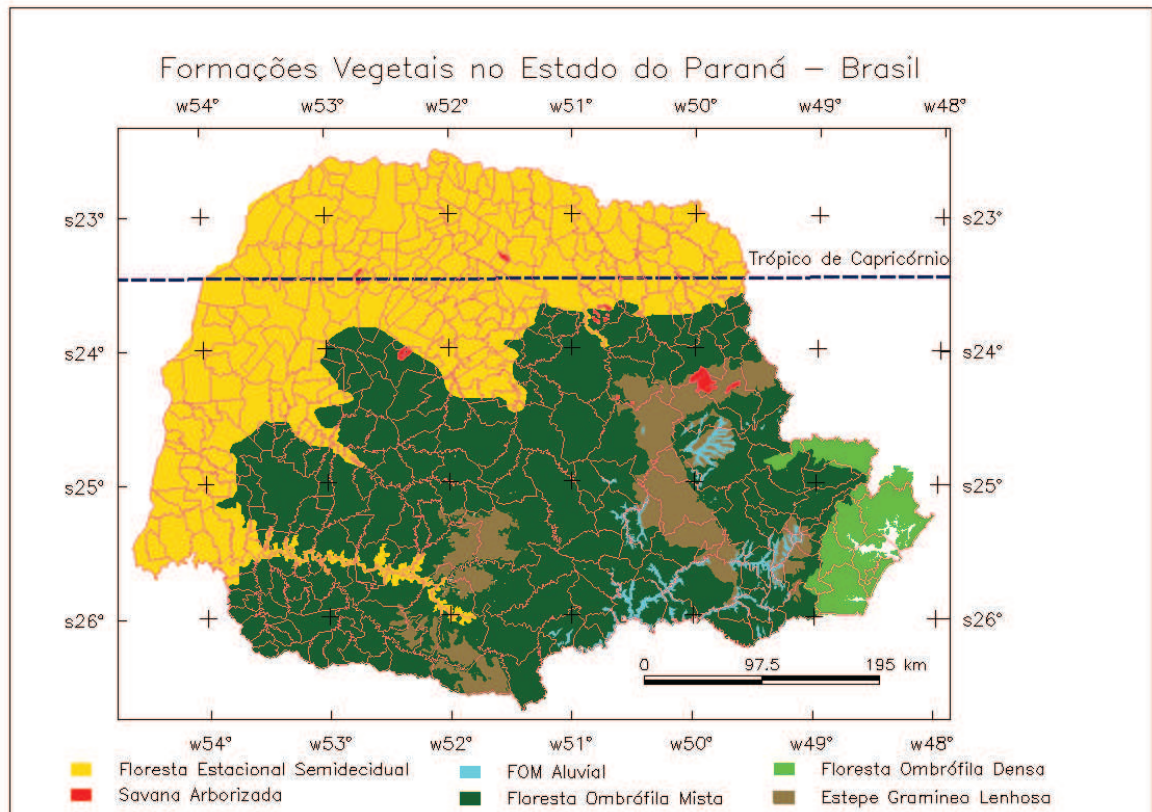 Formações Vegetais no Estado do Paraná – Brasil
w54° w53° w52° w51° w50° w49° w48°
s23° s23°
Trópico de Capricórnio
s24° s24°
s25° s25°
s26° s26°
0 97.5 195 km
w54° w53° w52° w51° w50° w49° w48°
Floresta Estacional Semidecidual FOM Aluvial Floresta Ombrófila Densa
Savana Arborizada Floresta Ombrófila Mista Estepe Graminea Lenhosa